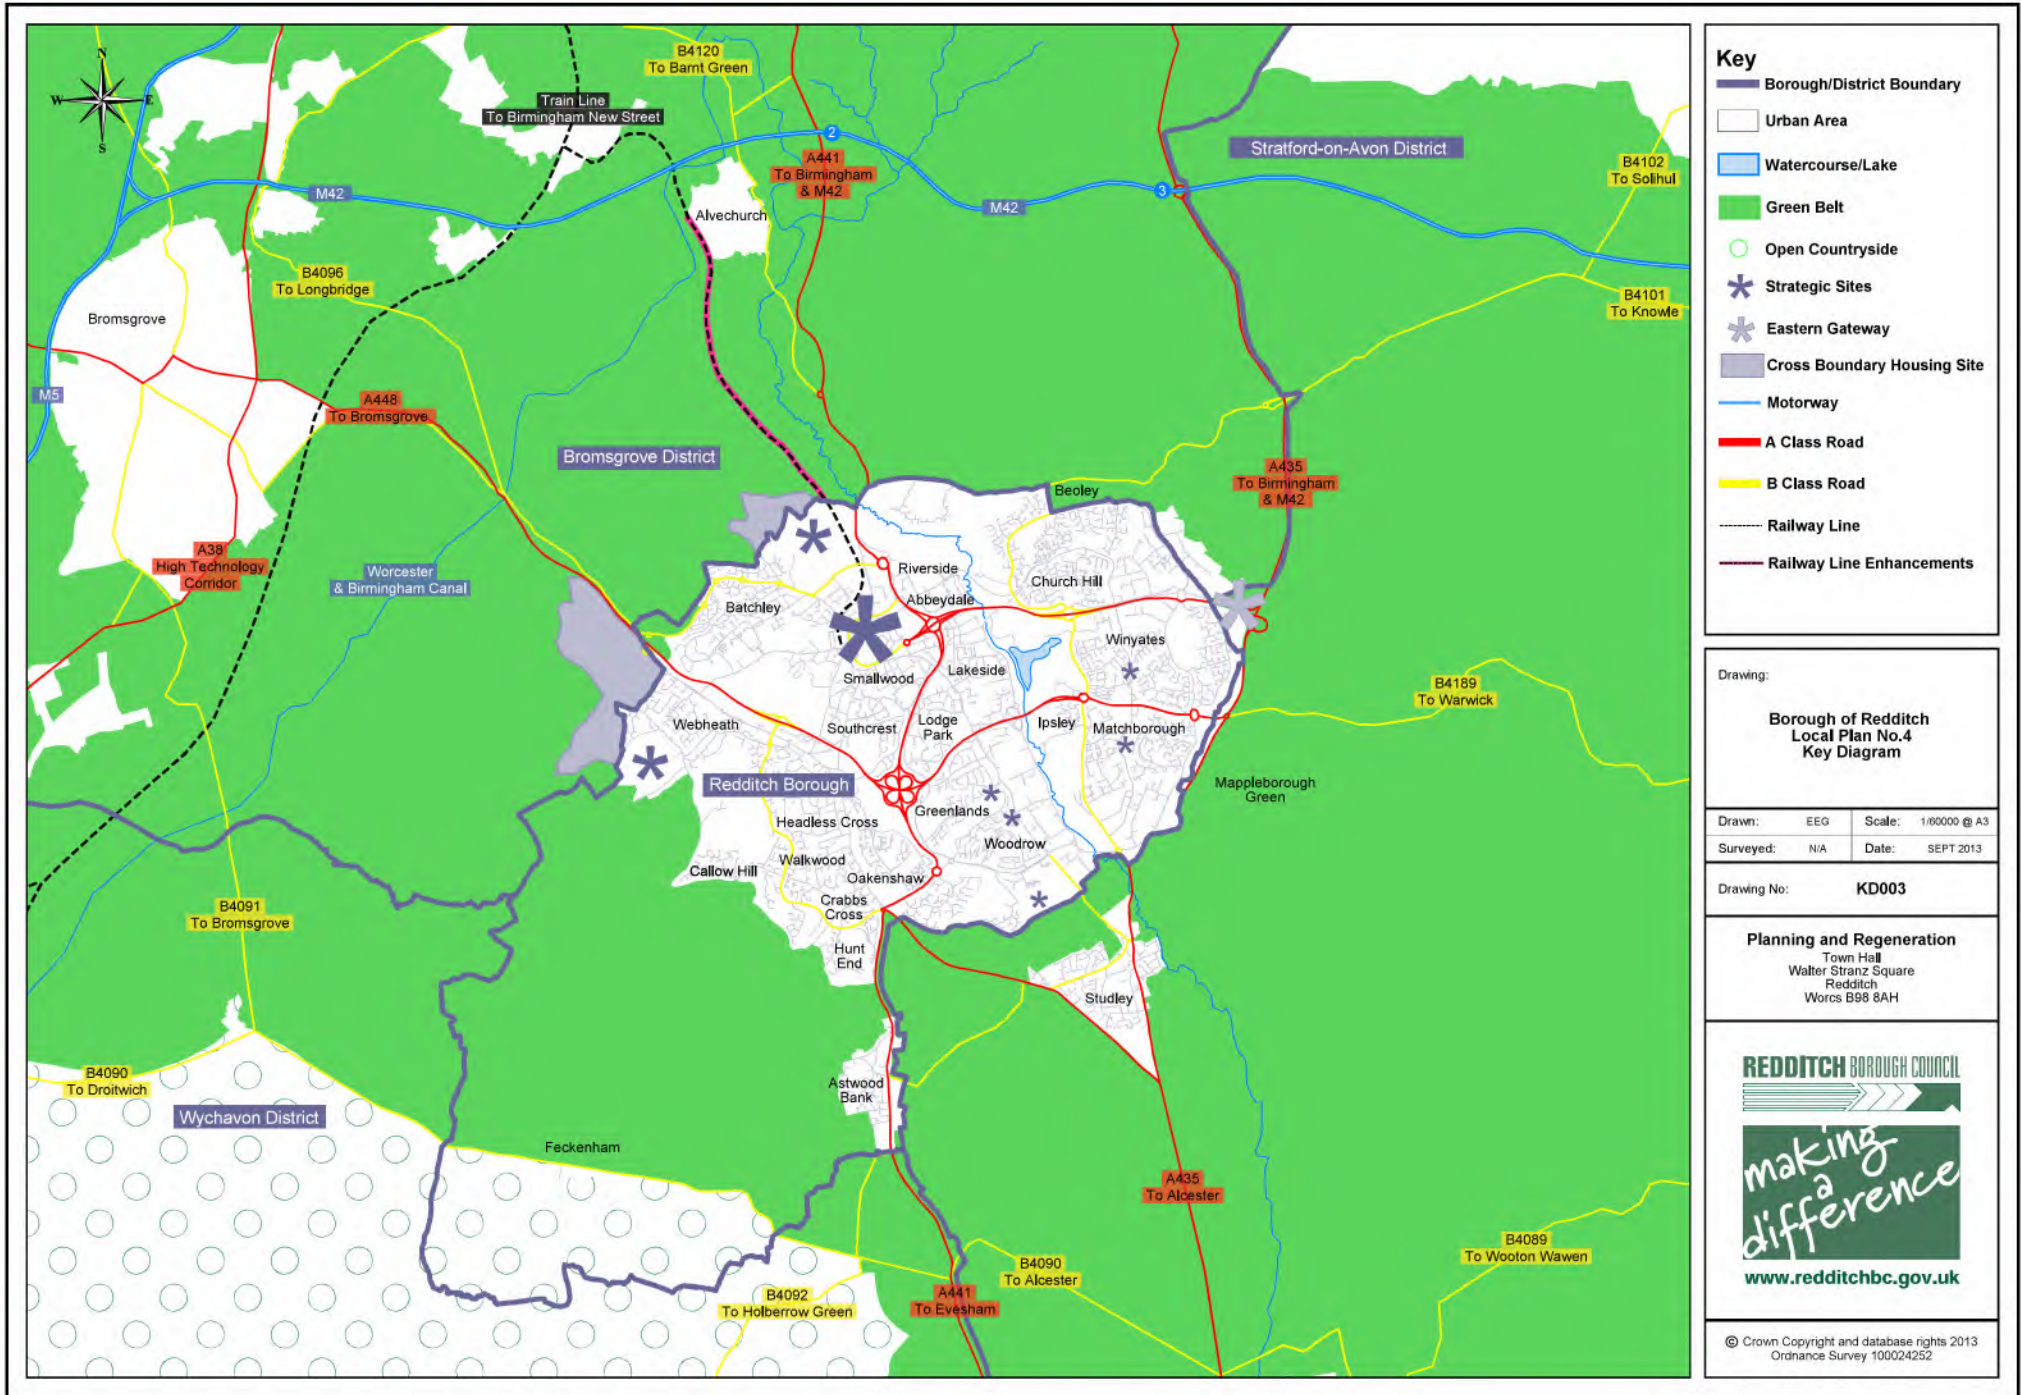 N
W
E
S
B4120
To Barnt Green
Train Line
To Birmingham New Street
2
A441
To Birmingham
& M42
Stratford-on-Avon District
B4102
To Solihul
M42
3
M42
Alvechurch
B4096
To Longbridge
B4101
To Knowle
Bromsgrove
M5
A448
To Bromsgrove
Bromsgrove District
A435
To Birmingham
& M42
Beoley
A38
High Technology
Corridor
Worcester
& Birmingham Canal
Riverside
Church Hill
Abbeydale
Batchley
Winyates
Lakeside
Smallwood
B4189
To Warwick
Webheath
Southcrest
Lodge
Park
Ipsley
Matchborough
Redditch Borough
Mappleborough
Green
Greenlands
Headless Cross
Woodrow
Walkwood
Callow Hill
Oakenshaw
Crabbs
Cross
B4091
To Bromsgrove
Hunt
End
Studley
B4090
To Droitwich
Astwood
Bank
Wychavon District
Feckenham
A435
To Alcester
B4089
To Wooton Wawen
B4090
To Alcester
B4092
To Holberrow Green
A441
To Evesham
Key
Borough/District Boundary
Urban Area
Watercourse/Lake
Green Belt
Open Countryside
Strategic Sites
Eastern Gateway
Cross Boundary Housing Site
Motorway
A Class Road
B Class Road
Railway Line
Railway Line Enhancements
Drawing:
Borough of Redditch
Local Plan No.4
Key Diagram
Drawn: EEG Scale: 1/60000 @ A3
Surveyed: N/A Date: SEPT 2013
Drawing No: KD003
Planning and Regeneration
Town Hall
Walter Stranz Square
Redditch
Worcs B98 8AH
REDDITCH BOROUGH COUNCIL
making
a
difference
www.redditchbc.gov.uk
© Crown Copyright and database rights 2013
Ordnance Survey 100024252